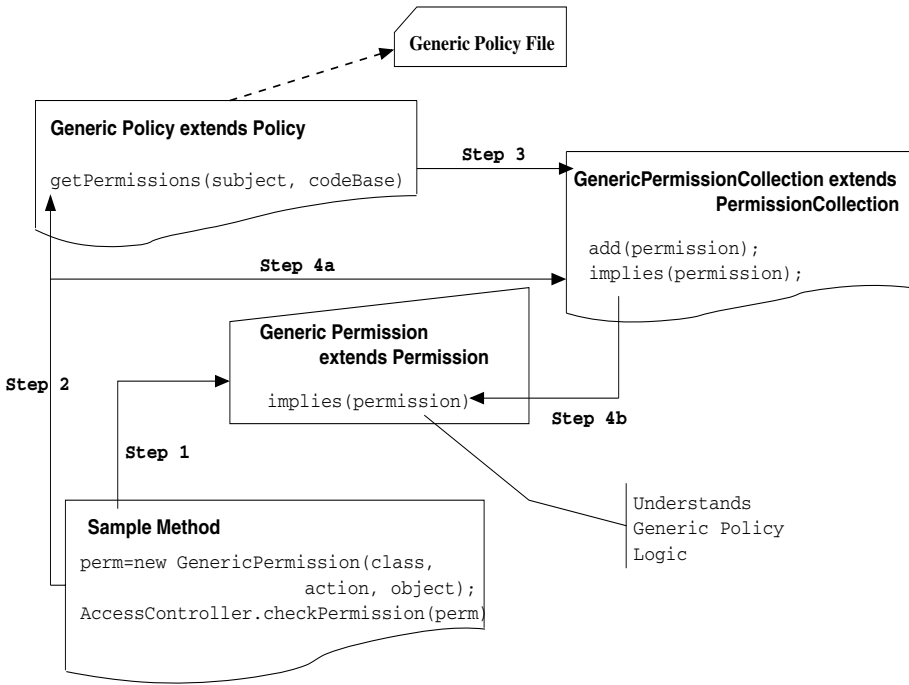 Generic Policy File
Generic Policy extends Policy
getPermissions(subject, codeBase)
Step 3
GenericPermissionCollection extends
PermissionCollection
add(permission);
implies(permission);
Step 4a
Generic Permission
extends Permission
implies(permission)
Step 2
Step 4b
Step 1
Understands
Generic Policy
Logic
Sample Method
perm=new GenericPermission(class,
action, object);
AccessController.checkPermission(perm)